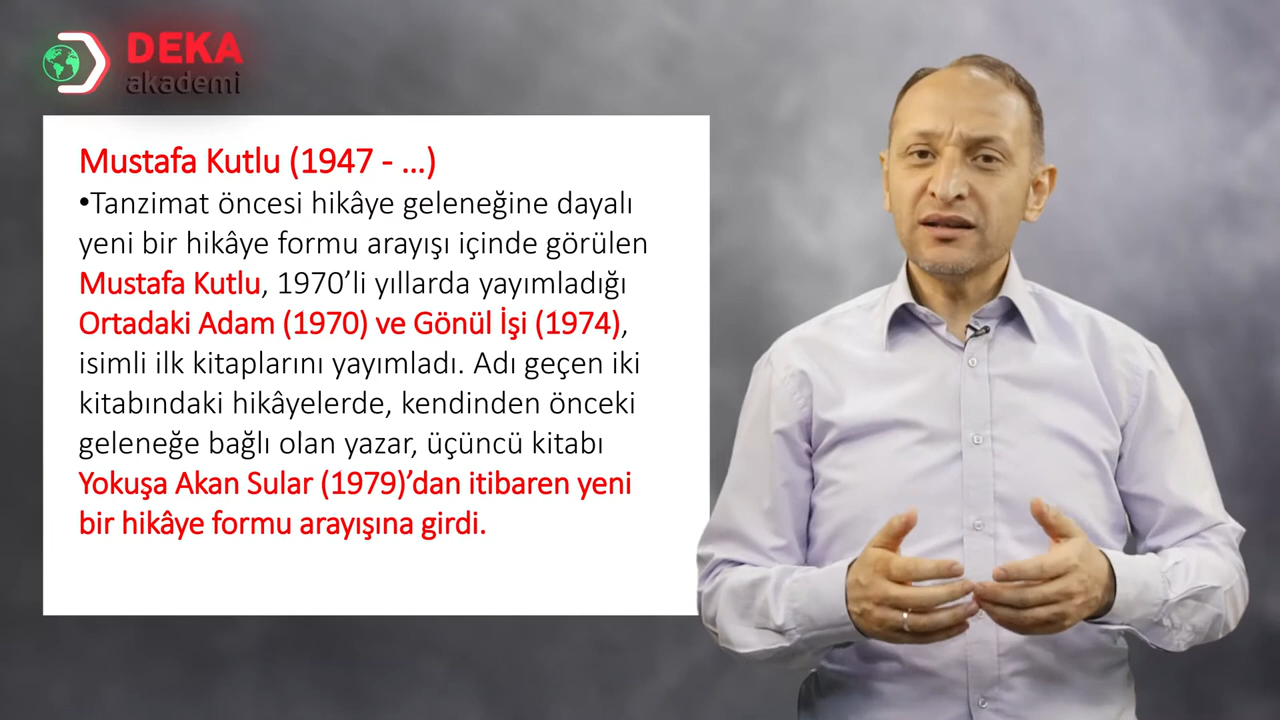 DEKA
akademi
Mustafa Kutlu (1947 - ...)
•Tanzimat öncesi hikâye geleneğine dayalı
yeni bir hikâye formu arayışı içinde görülen
Mustafa Kutlu, 1970’li yıllarda yayımladığı
Ortadaki Adam (1970) ve Gönül İşi (1974),
isimli ilk kitaplarını yayımladı. Adı geçen iki
kitabındaki hikâyelerde, kendinden önceki
geleneğe bağlı olan yazar, üçüncü kitabı
Yokuşa Akan Sular (1979)’dan itibaren yeni
bir hikâye formu arayışına girdi.